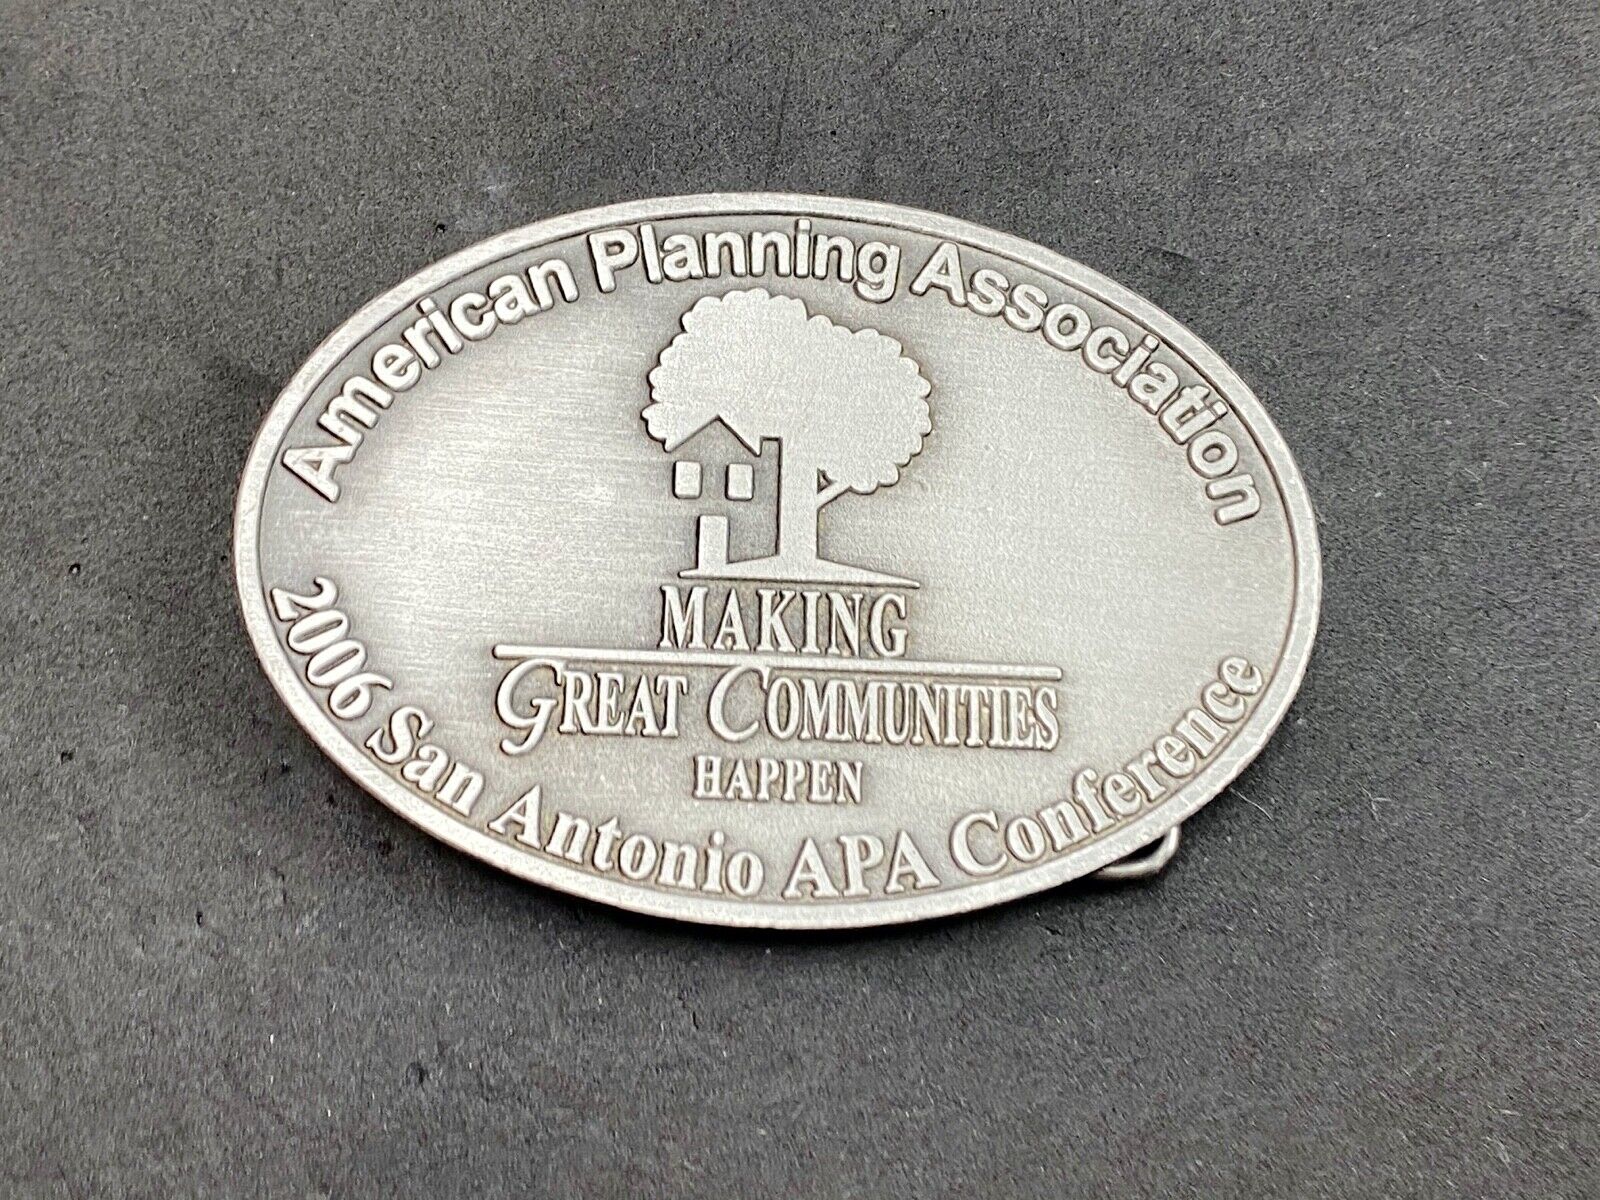 American Planning Association
MAKING
GREAT COMMUNITIES
HAPPEN
2006 San Antonio APA Conference